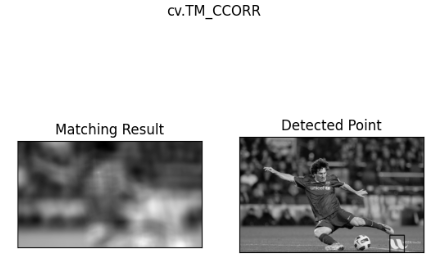 cv.TM_CCORR
Matching Result
Detected Point